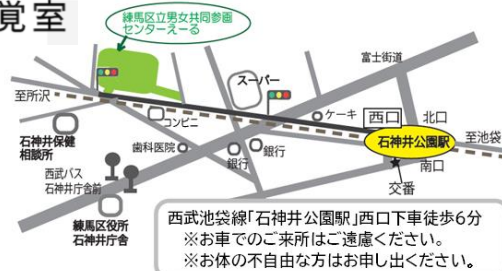 覚室
練馬区立男女共同参画
センターえーる
富士街道
スーパー
至所沢
コンビニ
ケーキ
西口
北口
石神井公園駅
至池袋
石神井保健
相談所
歯科医院
銀行
銀行
南口
西武バス
石神井庁舎前
交番
練馬区役所
石神井庁舎
西武池袋線「石神井公園駅」西口下車徒歩6分
※お車でのご来所はご遠慮ください。
※お体の不自由な方はお申し出ください。